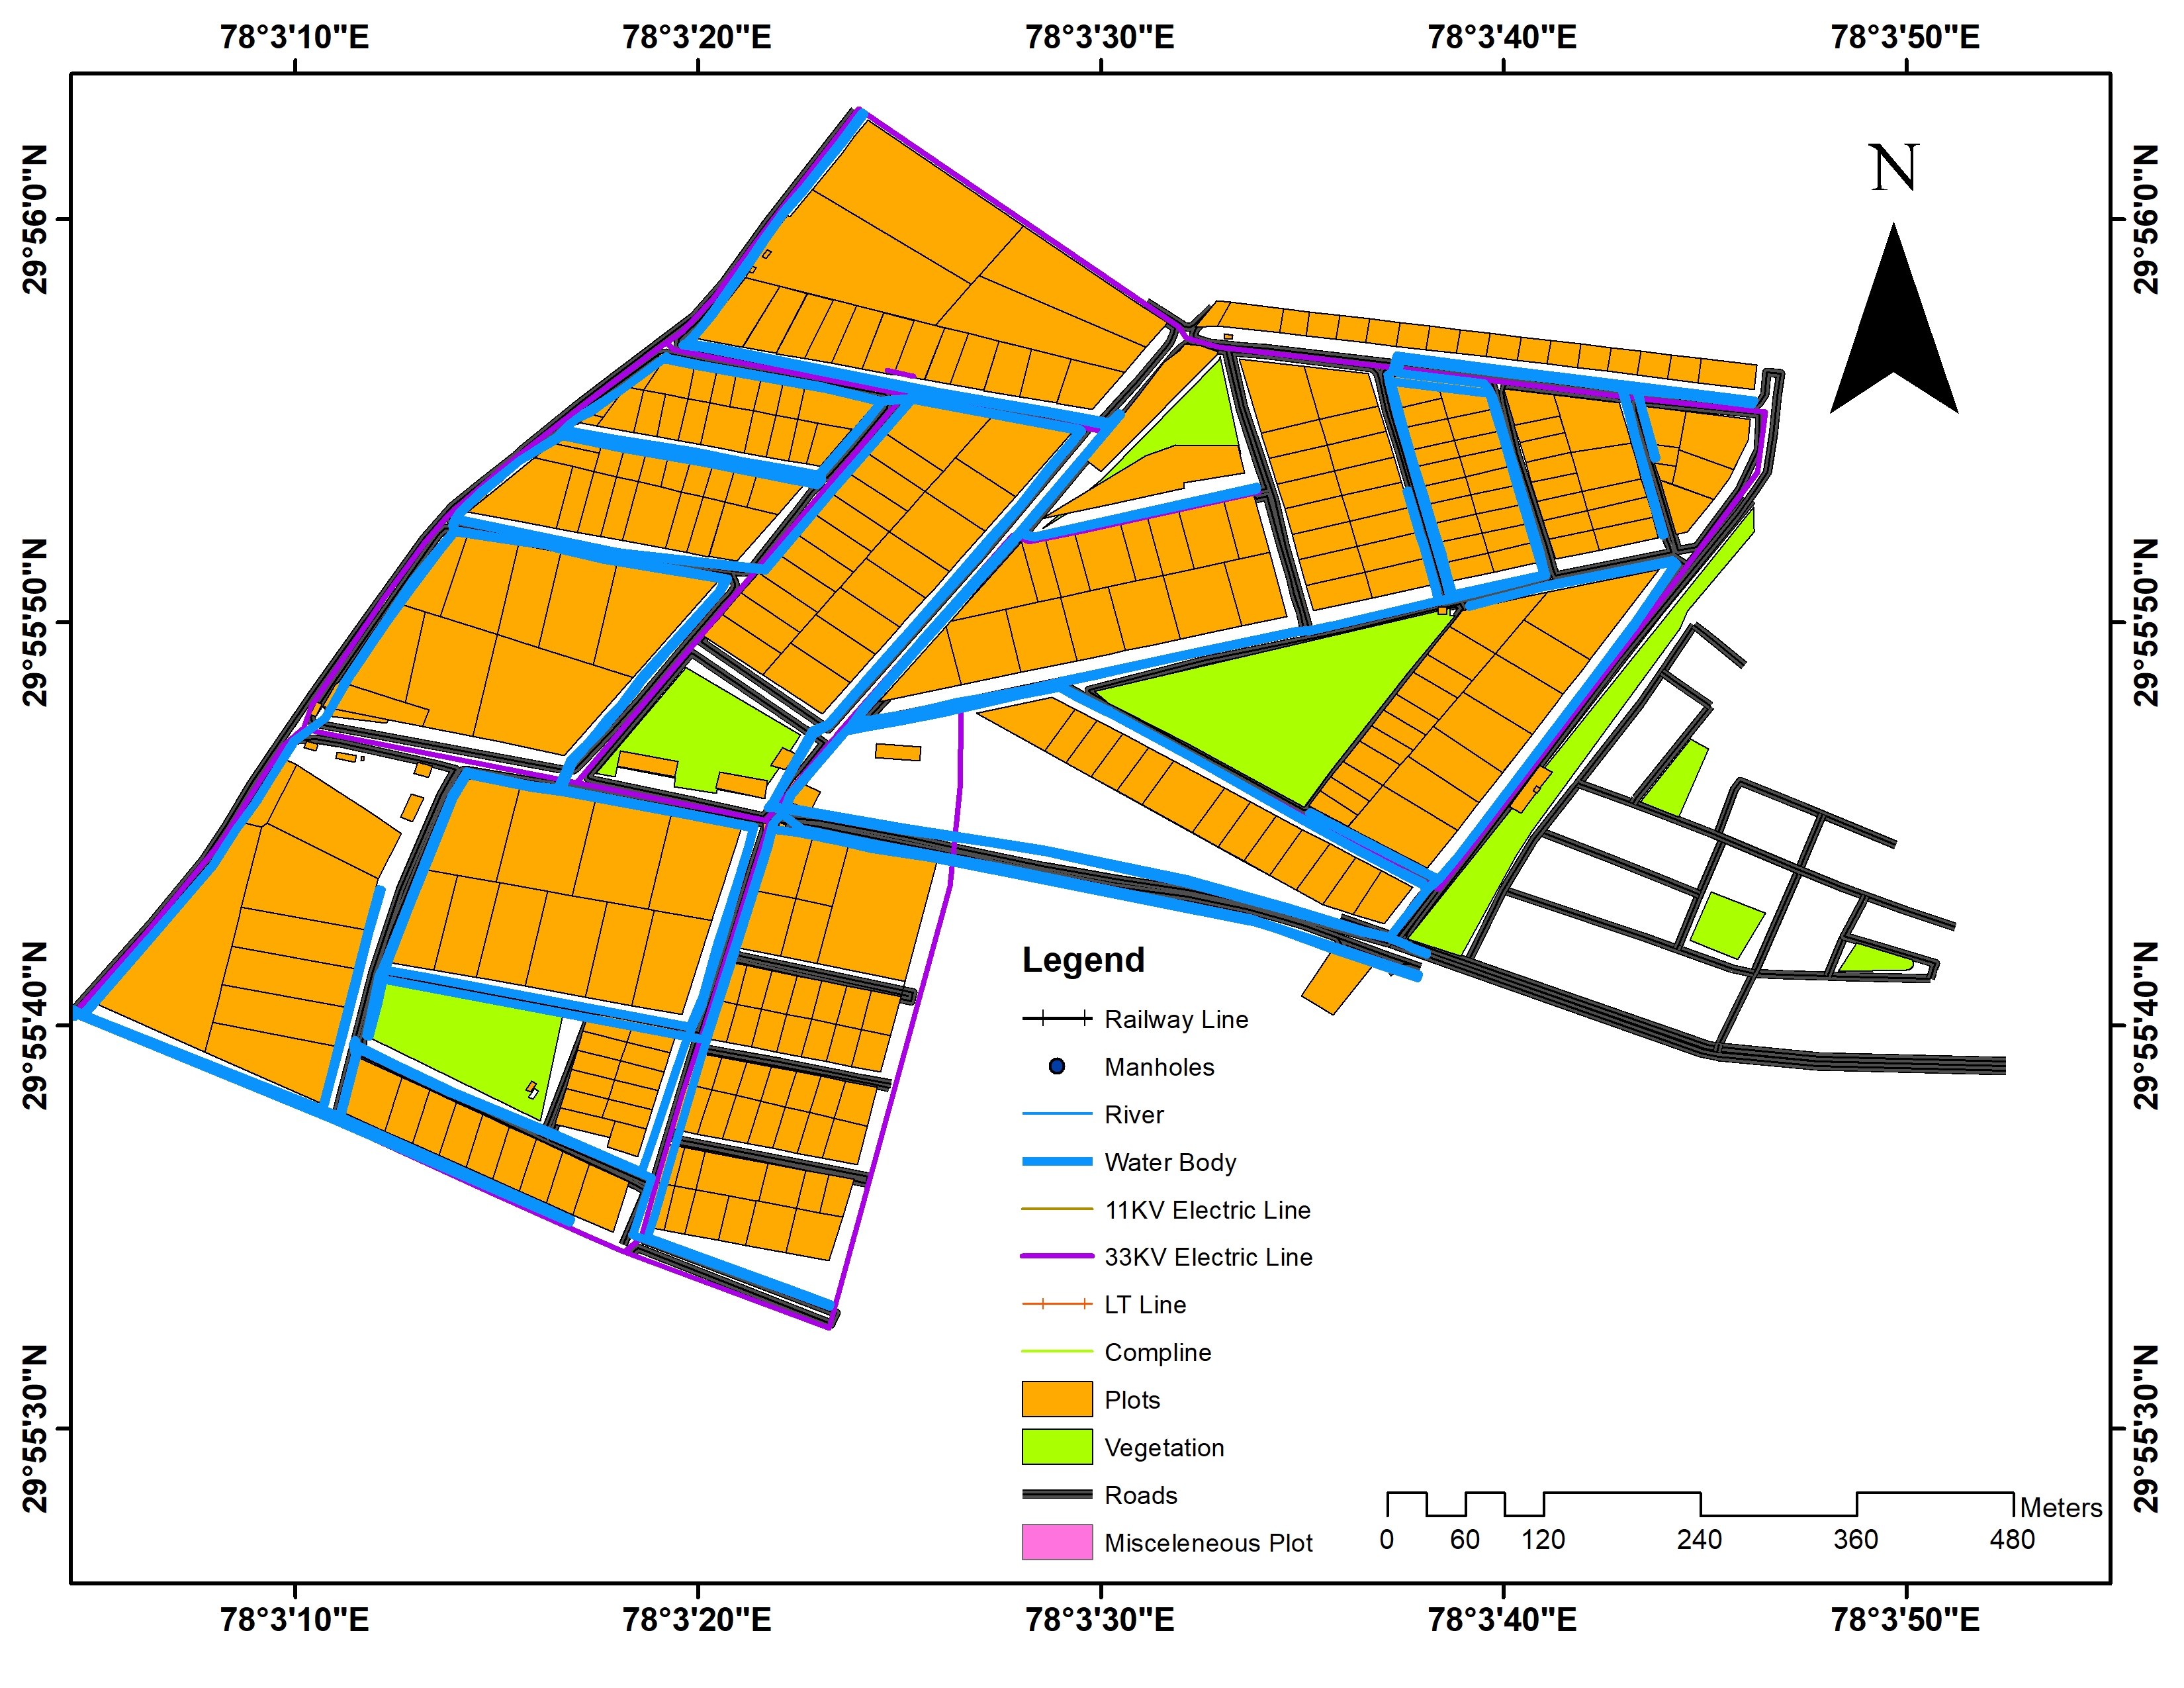 78°3'10"E 78°3'20"E 78°3'30"E 78°3'40"E 78°3'50"E
N
29°56'0"N 29°56'0"N
29°55'50"N 29°55'50"N
29°55'40"N 29°55'40"N
29°55'30"N 29°55'30"N
Legend
Railway Line
Manholes
River
Water Body
11KV Electric Line
33KV Electric Line
LT Line
Compline
Plots
Vegetation
Roads
Misceleneous Plot
Meters
0 60 120 240 360 480
78°3'10"E 78°3'20"E 78°3'30"E 78°3'40"E 78°3'50"E